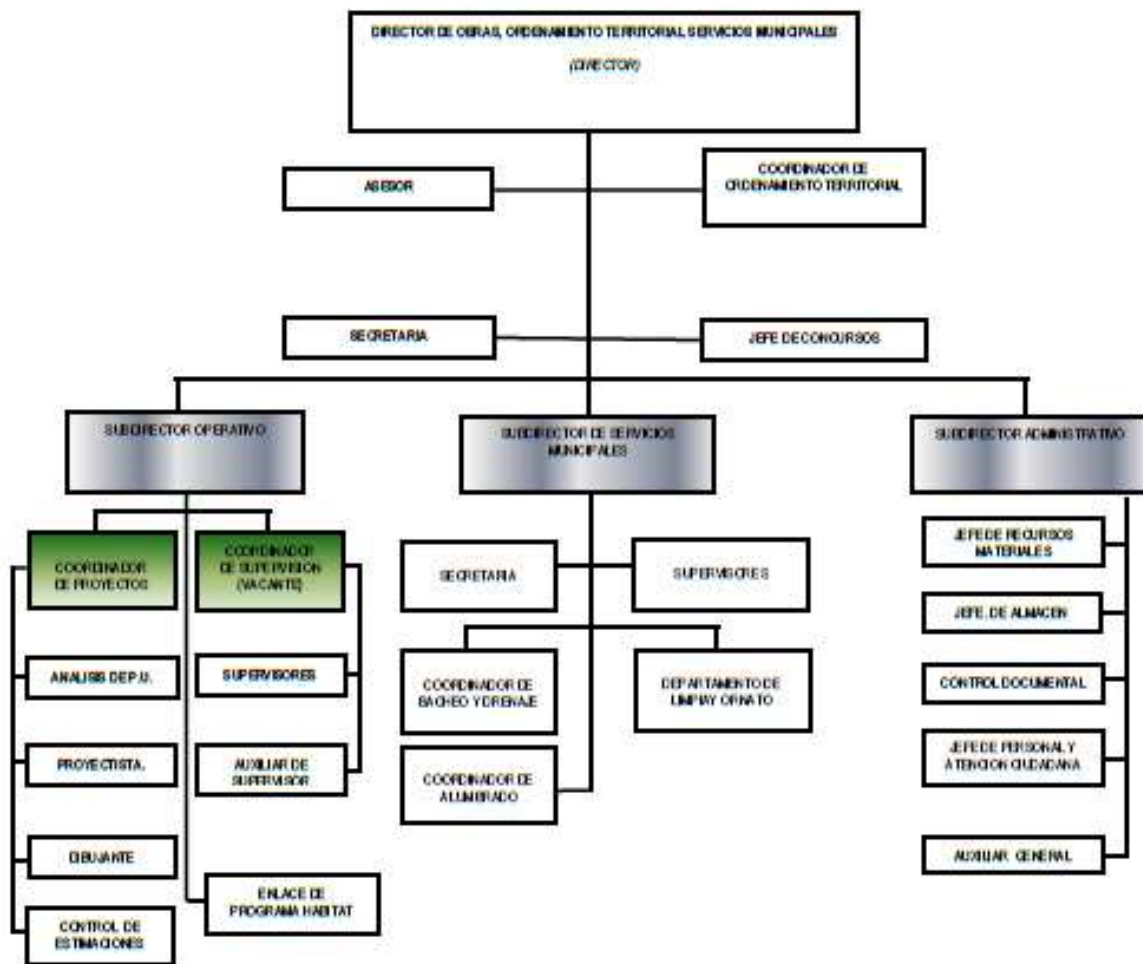 DIRECTOR DE OBRAS, ORDENAMIENTO TERRITORIAL SERVICIOS MUNICIPALES
(DIRECTOR)
ASESOR
COORDINADOR DE
ORDENAMIENTO TERRITORIAL
SECRETARIA
JEFE DE CONCURSOS
SUBDIRECTOR OPERATIVO
SUBDIRECTOR DE SERVICIOS
MUNICIPALES
SUBDIRECTOR ADMINISTRATIVO
COORDINADOR
DE PROYECTOS
COORDINADOR
DE SUPERVISION
(VACANTE)
ANALISIS DE P.U.
SUPERVISORES
PROYECTISTA.
AUXILIAR DE
SUPERVISOR
DIBUJANTE
CONTROL DE
ESTIMACIONES
ENLACE DE
PROGRAMA HABITAT
SECRETARIA
SUPERVISORES
COORDINADOR DE
BACHEO Y DRENAJE
DEPARTAMENTO DE
LIMPIA Y ORNATO
COORDINADOR DE
ALUMBRADO
JEFE DE RECURSOS
MATERIALES
JEFE. DE ALMACEN
CONTROL DOCUMENTAL
JEFE DE PERSONAL Y
ATENCION CIUDADANA
AUXILIAR GENERAL